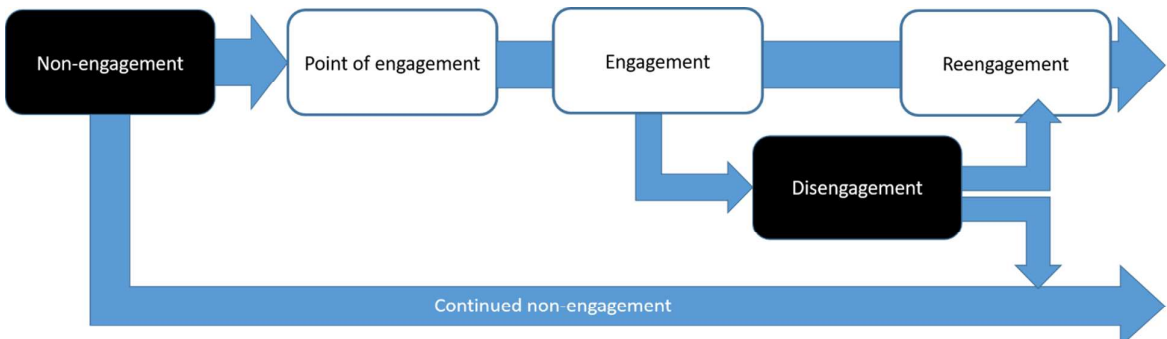 Non-engagement
Point of engagement
Engagement
Reengagement
Disengagement
Continued non-engagement